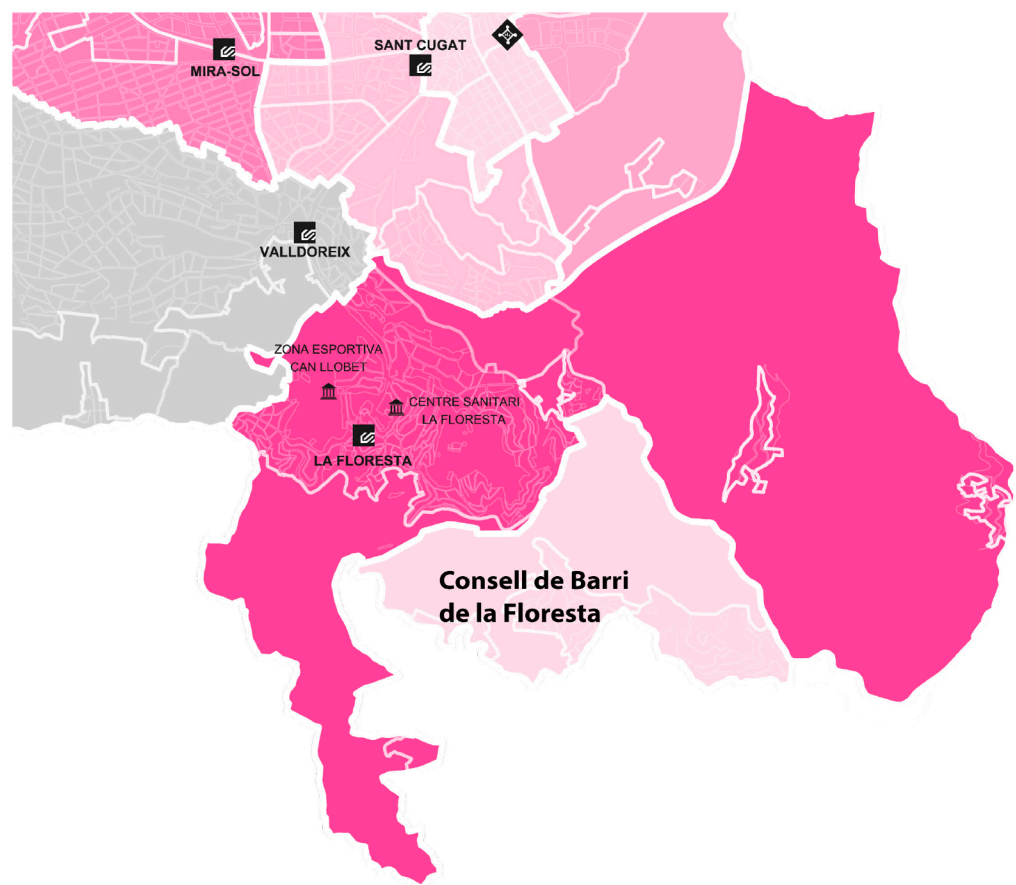 SANT CUGAT
MIRA-SOL
VALLDOREIX
ZONA ESPORTIVA
CAN LLOBET
CENTRE SANITARI
LA FLORESTA
LA FLORESTA
Consell de Barri
de la Floresta